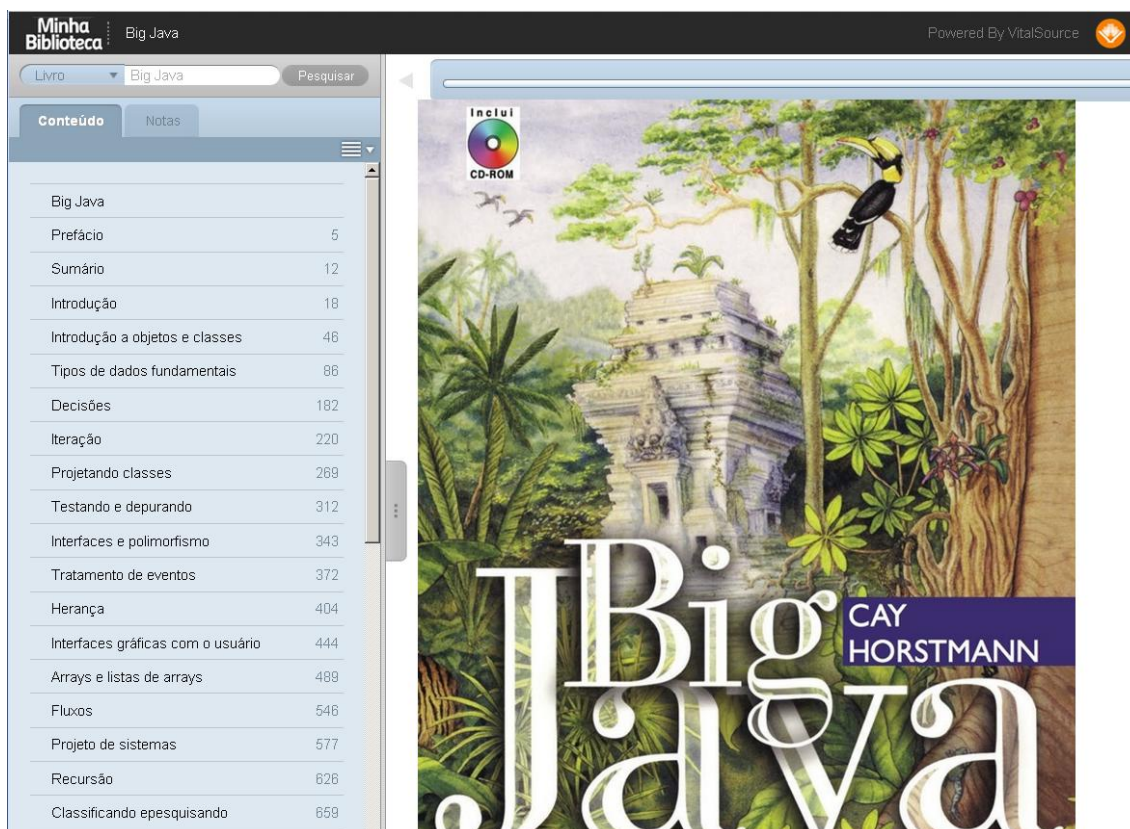 Minha
Biblioteca
Big Java
Powered By VitalSource
Livro
Big Java
Pesquisar
Conteúdo
Notas
Big Java
Prefácio 5
Sumário 12
Introdução 18
Introdução a objetos e classes 46
Tipos de dados fundamentais 86
Decisões 182
Iteração 220
Projetando classes 269
Testando e depurando 312
Interfaces e polimorfismo 343
Tratamento de eventos 372
Herança 404
Interfaces gráficas com o usuário 444
Arrays e listas de arrays 489
Fluxos 546
Projeto de sistemas 577
Recursão 626
Classificando epesquisando 659
Inclui
CD-ROM
Big
Java
CAY
HORSTMANN